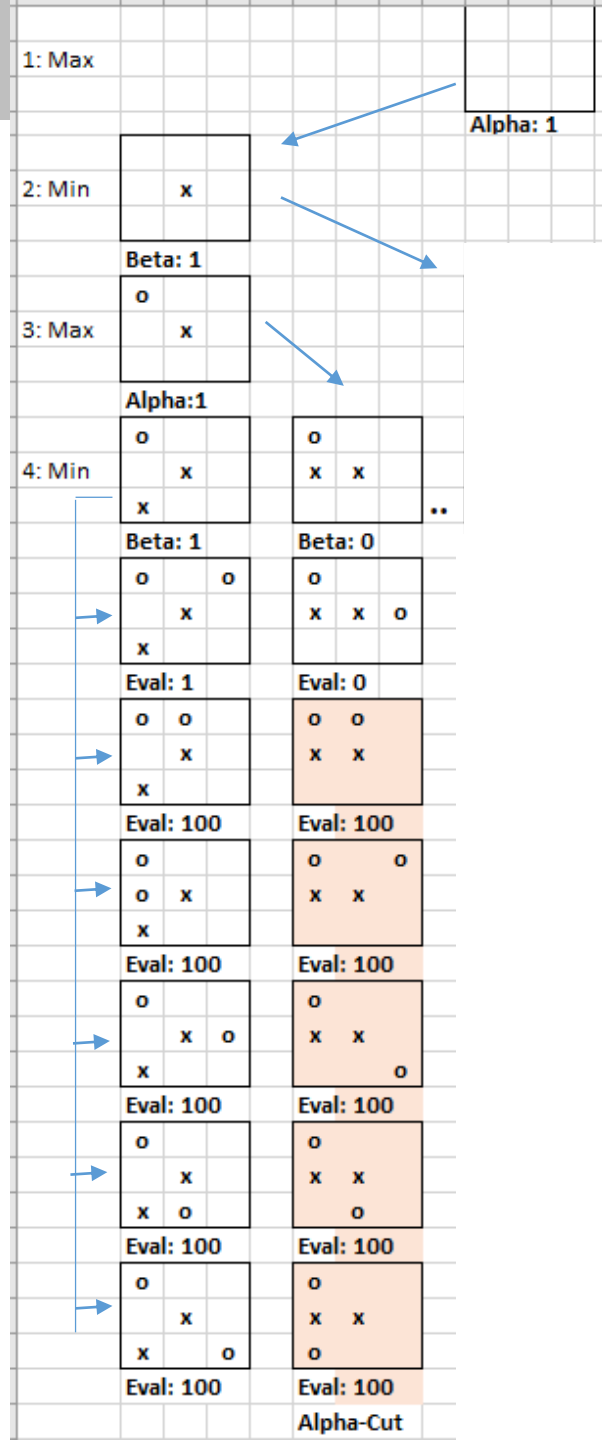 1: Max
Alpha: 1
2: Min x
Beta: 1
o
3: Max x
Alpha:1
o o
4: Min x x x
x ..
Beta: 1 Beta: 0
o o o
x x x o
x
Eval: 1 Eval: 0
o o o o
x x x
x
Eval: 100 Eval: 100
o o o
o x x x
x
Eval: 100 Eval: 100
o o
x o x x
x o
Eval: 100 Eval: 100
o o
x x x
x o o
Eval: 100 Eval: 100
o o
x x x
x o o
Eval: 100 Eval: 100
Alpha-Cut